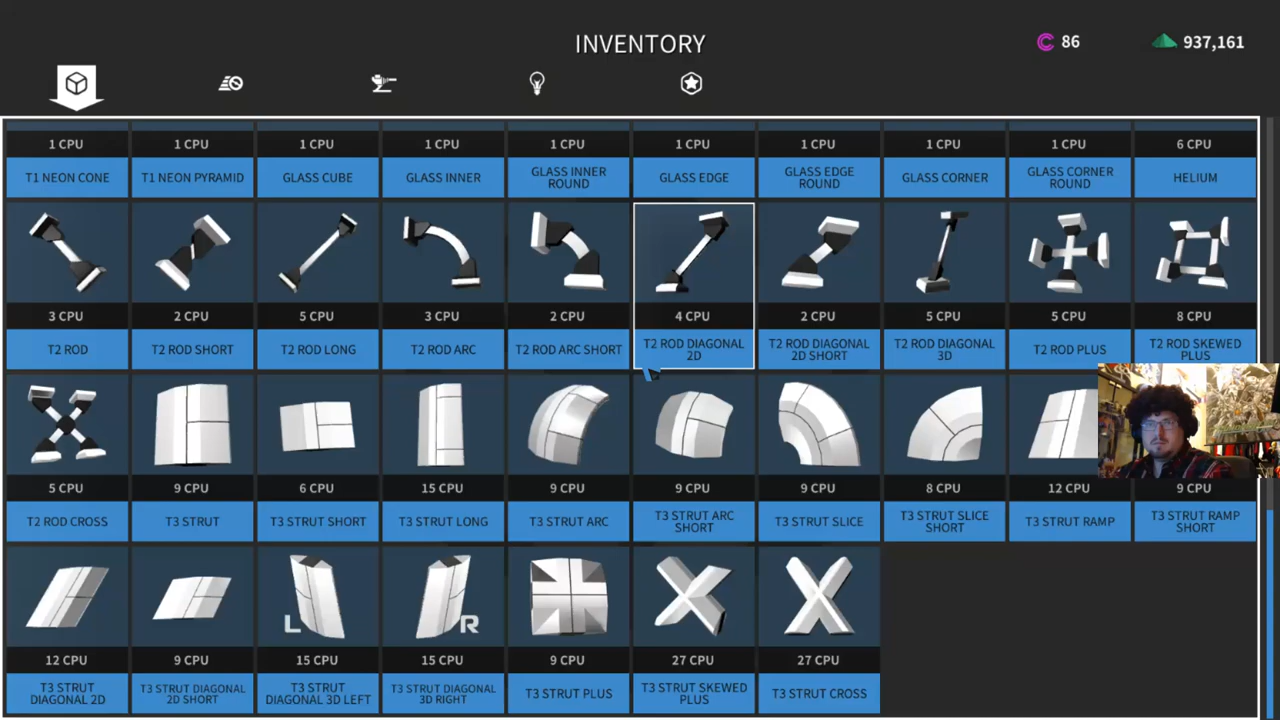 INVENTORY
86
937,161
1 CPU 1 CPU 1 CPU 1 CPU 1 CPU 1 CPU 1 CPU 1 CPU 1 CPU 6 CPU
T1 NEON CONE
T1 NEON PYRAMID
GLASS CUBE
GLASS INNER
GLASS INNER
ROUND
GLASS EDGE
GLASS EDGE
ROUND
GLASS CORNER
GLASS CORNER
ROUND
HELIUM
3 CPU 2 CPU 5 CPU 3 CPU 2 CPU 4 CPU 2 CPU 5 CPU 5 CPU 8 CPU
T2 ROD
T2 ROD SHORT
T2 ROD LONG
T2 ROD ARC
T2 ROD ARC SHORT
T2 ROD DIAGONAL
2D
T2 ROD DIAGONAL
2D SHORT
T2 ROD DIAGONAL
3D
T2 ROD PLUS
T2 ROD SKEWED
PLUS
5 CPU 9 CPU 6 CPU 15 CPU 9 CPU 9 CPU 9 CPU 8 CPU 12 CPU 9 CPU
T2 ROD CROSS
T3 STRUT
T3 STRUT SHORT
T3 STRUT LONG
T3 STRUT ARC
T3 STRUT ARC
SHORT
T3 STRUT SLICE
T3 STRUT SLICE
SHORT
T3 STRUT RAMP
T3 STRUT RAMP
SHORT
L
R
12 CPU 9 CPU 15 CPU 15 CPU 9 CPU 27 CPU 27 CPU
T3 STRUT
DIAGONAL 2D
T3 STRUT DIAGONAL
2D SHORT
T3 STRUT
DIAGONAL 3D LEFT
T3 STRUT DIAGONAL
3D RIGHT
T3 STRUT PLUS
T3 STRUT SKEWED
PLUS
T3 STRUT CROSS